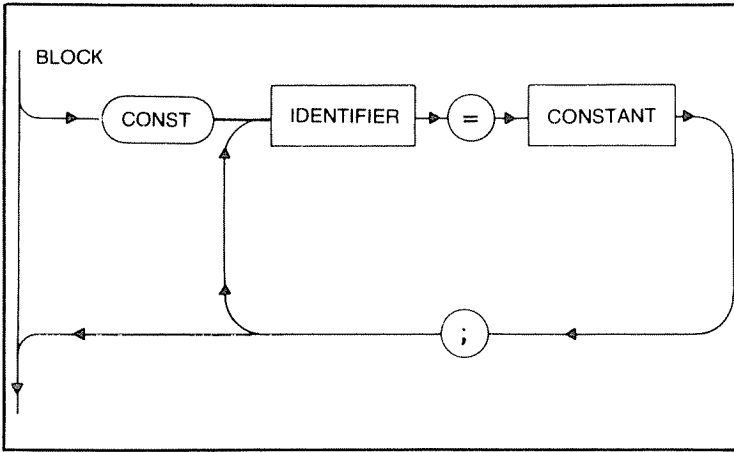 BLOCK
CONST IDENTIFIER = CONSTANT
;